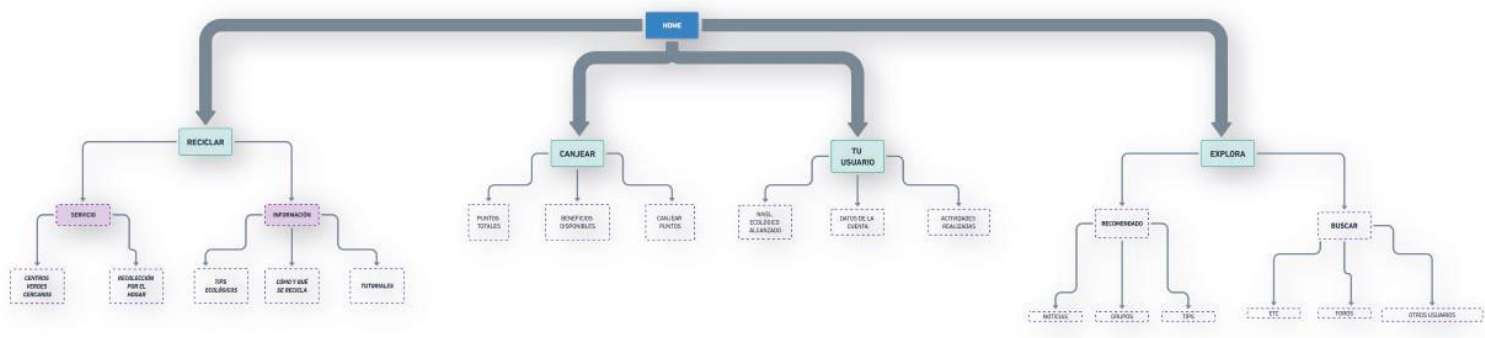 HOME
RECICLAR
CANJEAR
TU
USUARIO
EXPLORA
SERVICIO
INFORMACIÓN
PUNTOS
TOTALES
BENEFICIOS
DISPONIBLES
CANJEAR
PUNTOS
ECOLÓGICO
ALCANZADO
DATOS DE LA
CUENTA
ACTIVIDADES
REALIZADAS
RECOMENDADO
BUSCAR
CENTROS
VERDES
CERCANOS
RECOLECCIÓN
POR EL
HOGAR
TIPS
ECOLÓGICOS
CÓMO Y QUÉ
SE RECICLA
TUTORIALES
NOTICIAS
GRUPOS
TIPS
ETC
FOROS
OTROS USUARIOS